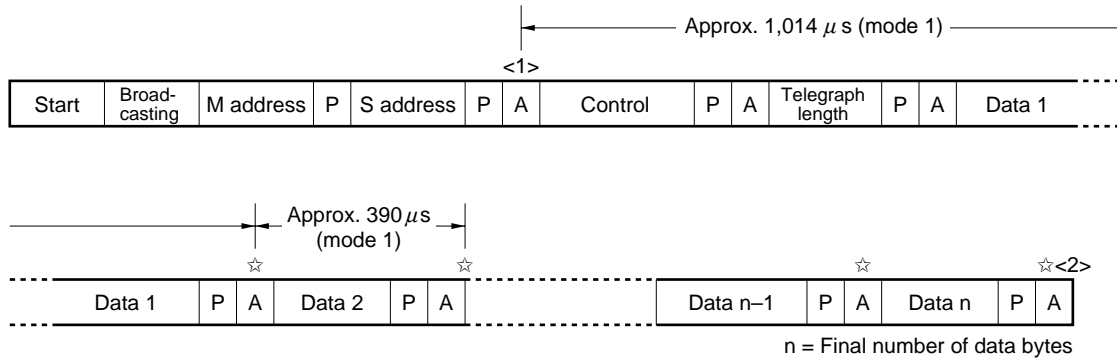 Approx. 1,014 μs (mode 1)
<1>
Start Broad-casting M address P S address P A Control P A Telegraph length P A Data 1
Approx. 390 μs
(mode 1)
☆ ☆ ☆ ☆<2>
Data 1 P A Data 2 P A Data n–1 P A Data n P A
n = Final number of data bytes